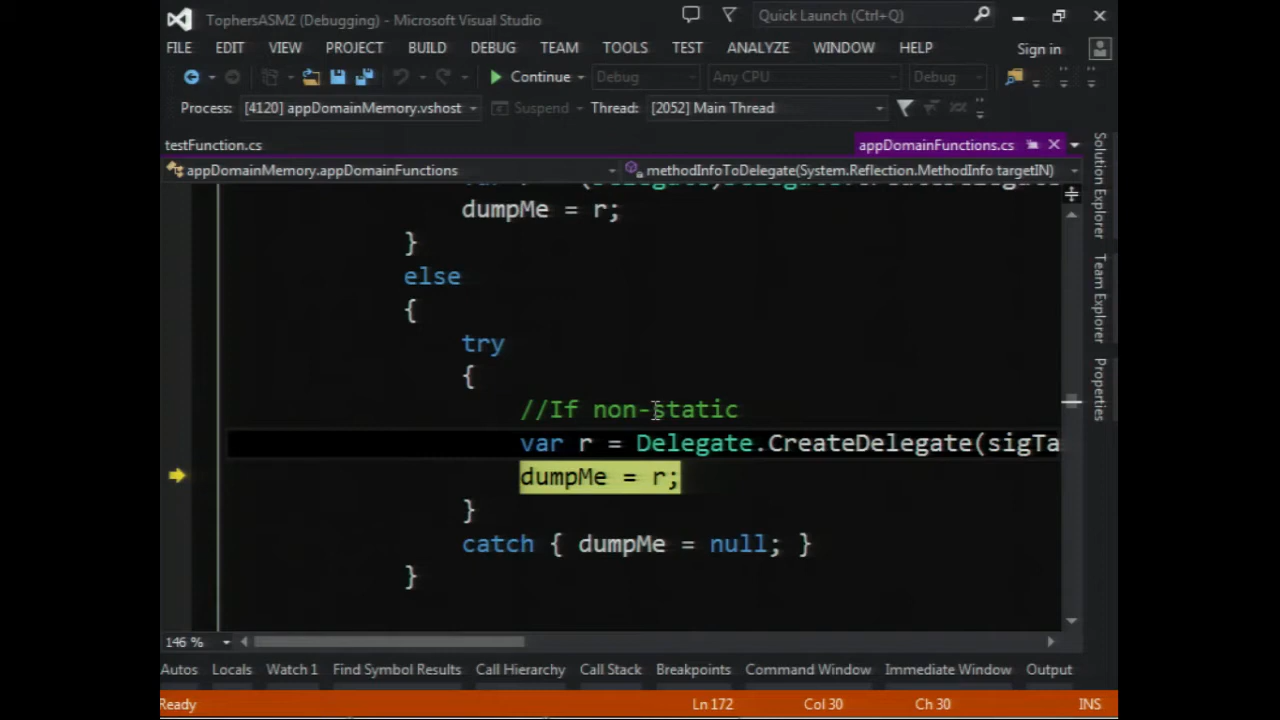 TophersASM2 (Debugging) - Microsoft Visual Studio
Quick Launch (Ctrl+Q)
FILE EDIT VIEW PROJECT BUILD DEBUG TEAM TOOLS TEST ANALYZE WINDOW HELP Sign in
Continue Debug Any CPU Debug
Process: [4120] appDomainMemory.vshost Suspend Thread: [2052] Main Thread
testFunction.cs appDomainFunctions.cs
appDomainMemory.appDomainFunctions methodInfoToDelegate(System.Reflection.MethodInfo targetIN)
dumpMe = r;
}
else
{
try
{
//If non-static
var r = Delegate.CreateDelegate(sigTa
dumpMe = r;
}
catch { dumpMe = null; }
}
Solution Explorer
Team Explorer
Properties
146 %
Autos Locals Watch 1 Find Symbol Results Call Hierarchy Call Stack Breakpoints Command Window Immediate Window Output
Ready Ln 172 Col 30 Ch 30 INS